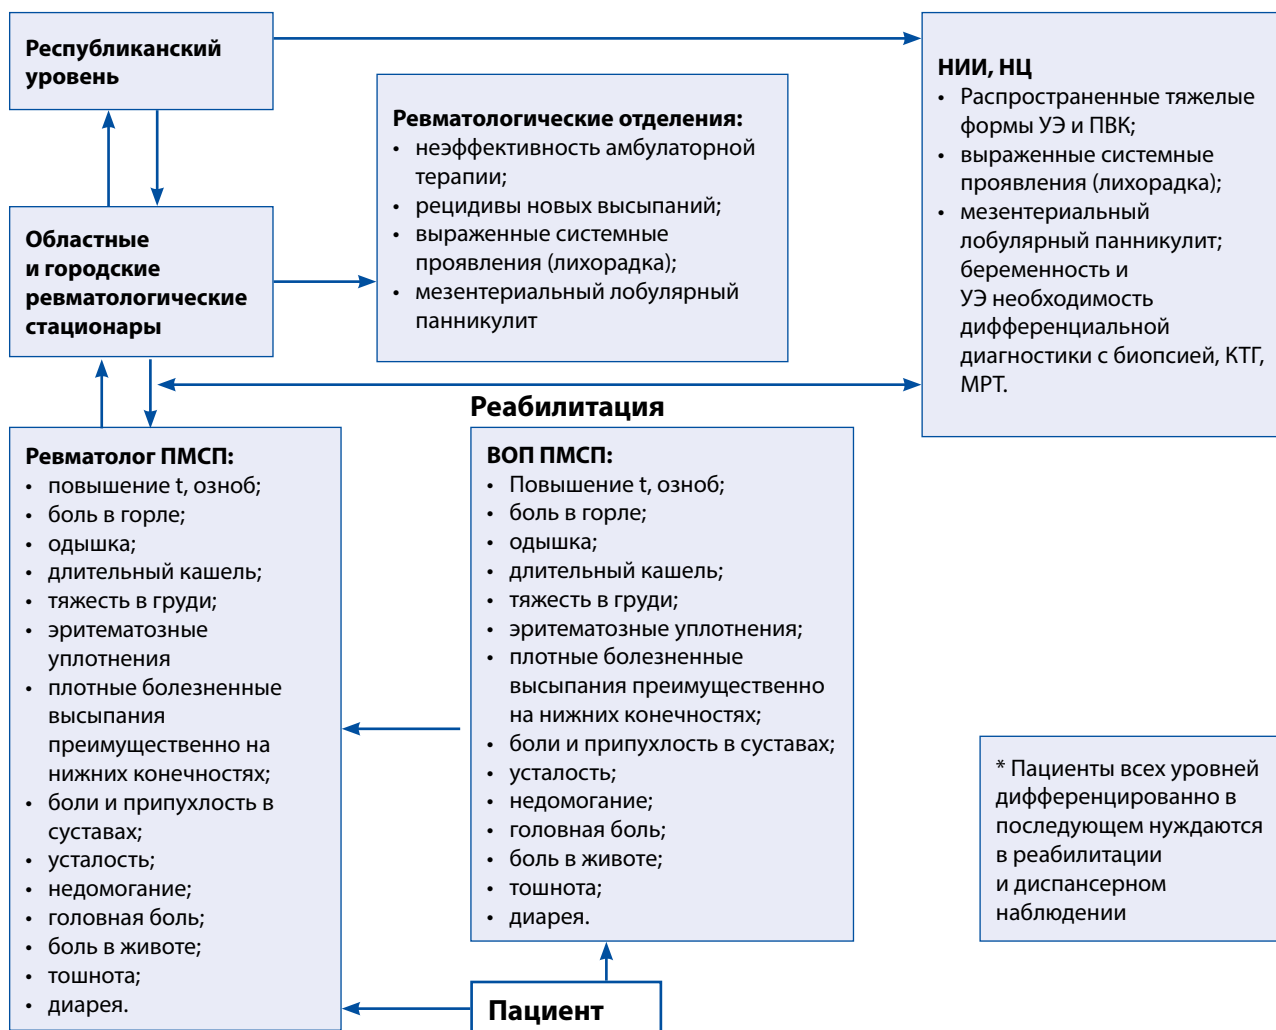 Республиканский
уровень
НИИ, НЦ
• Распространенные тяжелые
формы УЭ и ПВК;
• выраженные системные
проявления (лихорадка);
• мезентериальный
лобулярный панникулит;
беременность и
УЭ необходимость
дифференциальной
диагностики с биопсией, КТГ,
МРТ.
Ревматологические отделения:
• неэффективность амбулаторной
терапии;
• рецидивы новых высыпаний;
• выраженные системные
проявления (лихорадка);
• мезентериальный лобулярный
панникулит
Областные
и городские
ревматологические
стационары
Реабилитация
Ревматолог ПМСП:
• повышение t, озноб;
• боль в горле;
• одышка;
• длительный кашель;
• тяжесть в груди;
• эритематозные
уплотнения
• плотные болезненные
высыпания
преимущественно на
нижних конечностях;
• боли и припухлость в
суставах;
• усталость;
• недомогание;
• головная боль;
• боль в животе;
• тошнота;
• диарея.
ВОП ПМСП:
• Повышение t, озноб;
• боль в горле;
• одышка;
• длительный кашель;
• тяжесть в груди;
• эритематозные уплотнения;
• плотные болезненные
высыпания преимущественно
на нижних конечностях;
• боли и припухлость в суставах;
• усталость;
• недомогание;
• головная боль;
• боль в животе;
• тошнота;
• диарея.
* Пациенты всех уровней
дифференцированно в
последующем нуждаются
в реабилитации
и диспансерном
наблюдении
Пациент